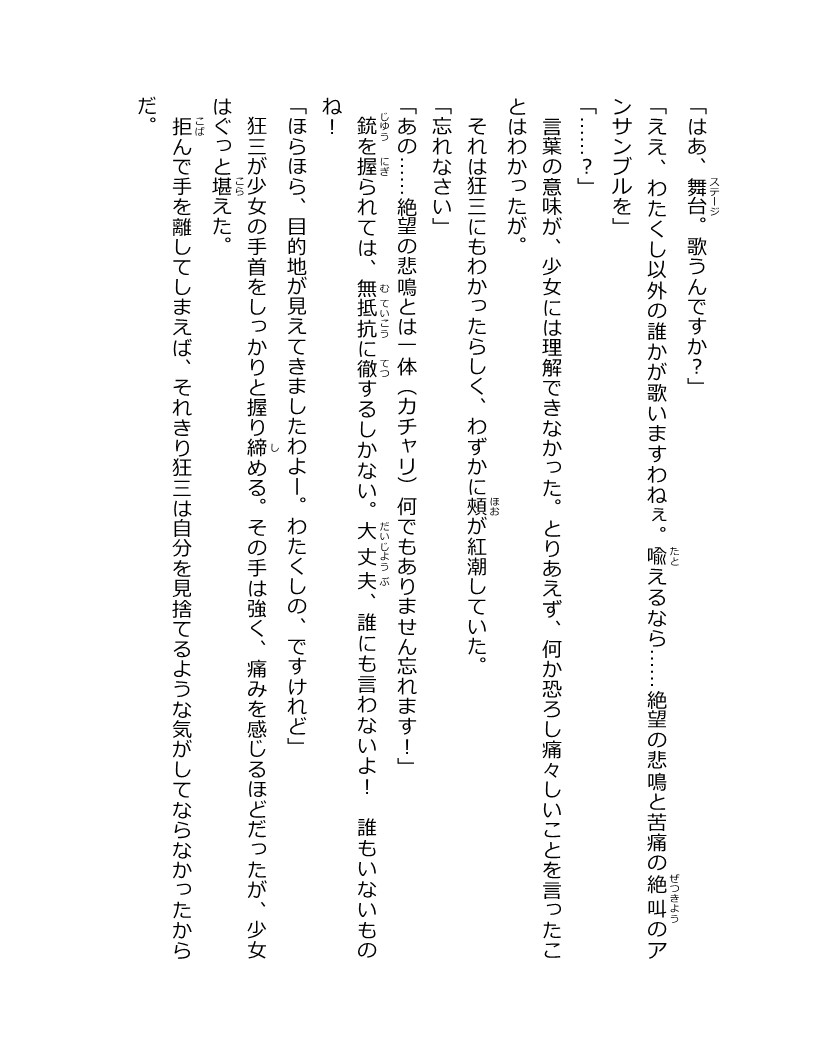 「はあ、舞台。歌うんですか？」
「ええ、わたくし以外の誰かが歌いますわねぇ。喩えるなら……絶望の悲鳴と苦痛の絶叫のア
ンサンブルを」
「……？」
　言葉の意味が、少女には理解できなかった。とりあえず、何か恐ろし痛々しいことを言ったこ
とはわかったが。
　それは狂三にもわかったらしく、わずかに頰が紅潮していた。
「忘れなさい」
「あの……絶望の悲鳴とは一体（カチャリ）何でもありません忘れます！」
　銃を握られては、無抵抗に徹するしかない。大丈夫、誰にも言わないよ！　誰もいないもの
ね！
「ほらほら、目的地が見えてきましたわよー。わたくしの、ですけれど」
　狂三が少女の手首をしっかりと握り締める。その手は強く、痛みを感じるほどだったが、少女
はぐっと堪えた。
　拒んで手を離してしまえば、それきり狂三は自分を見捨てるような気がしてならなかったから
だ。